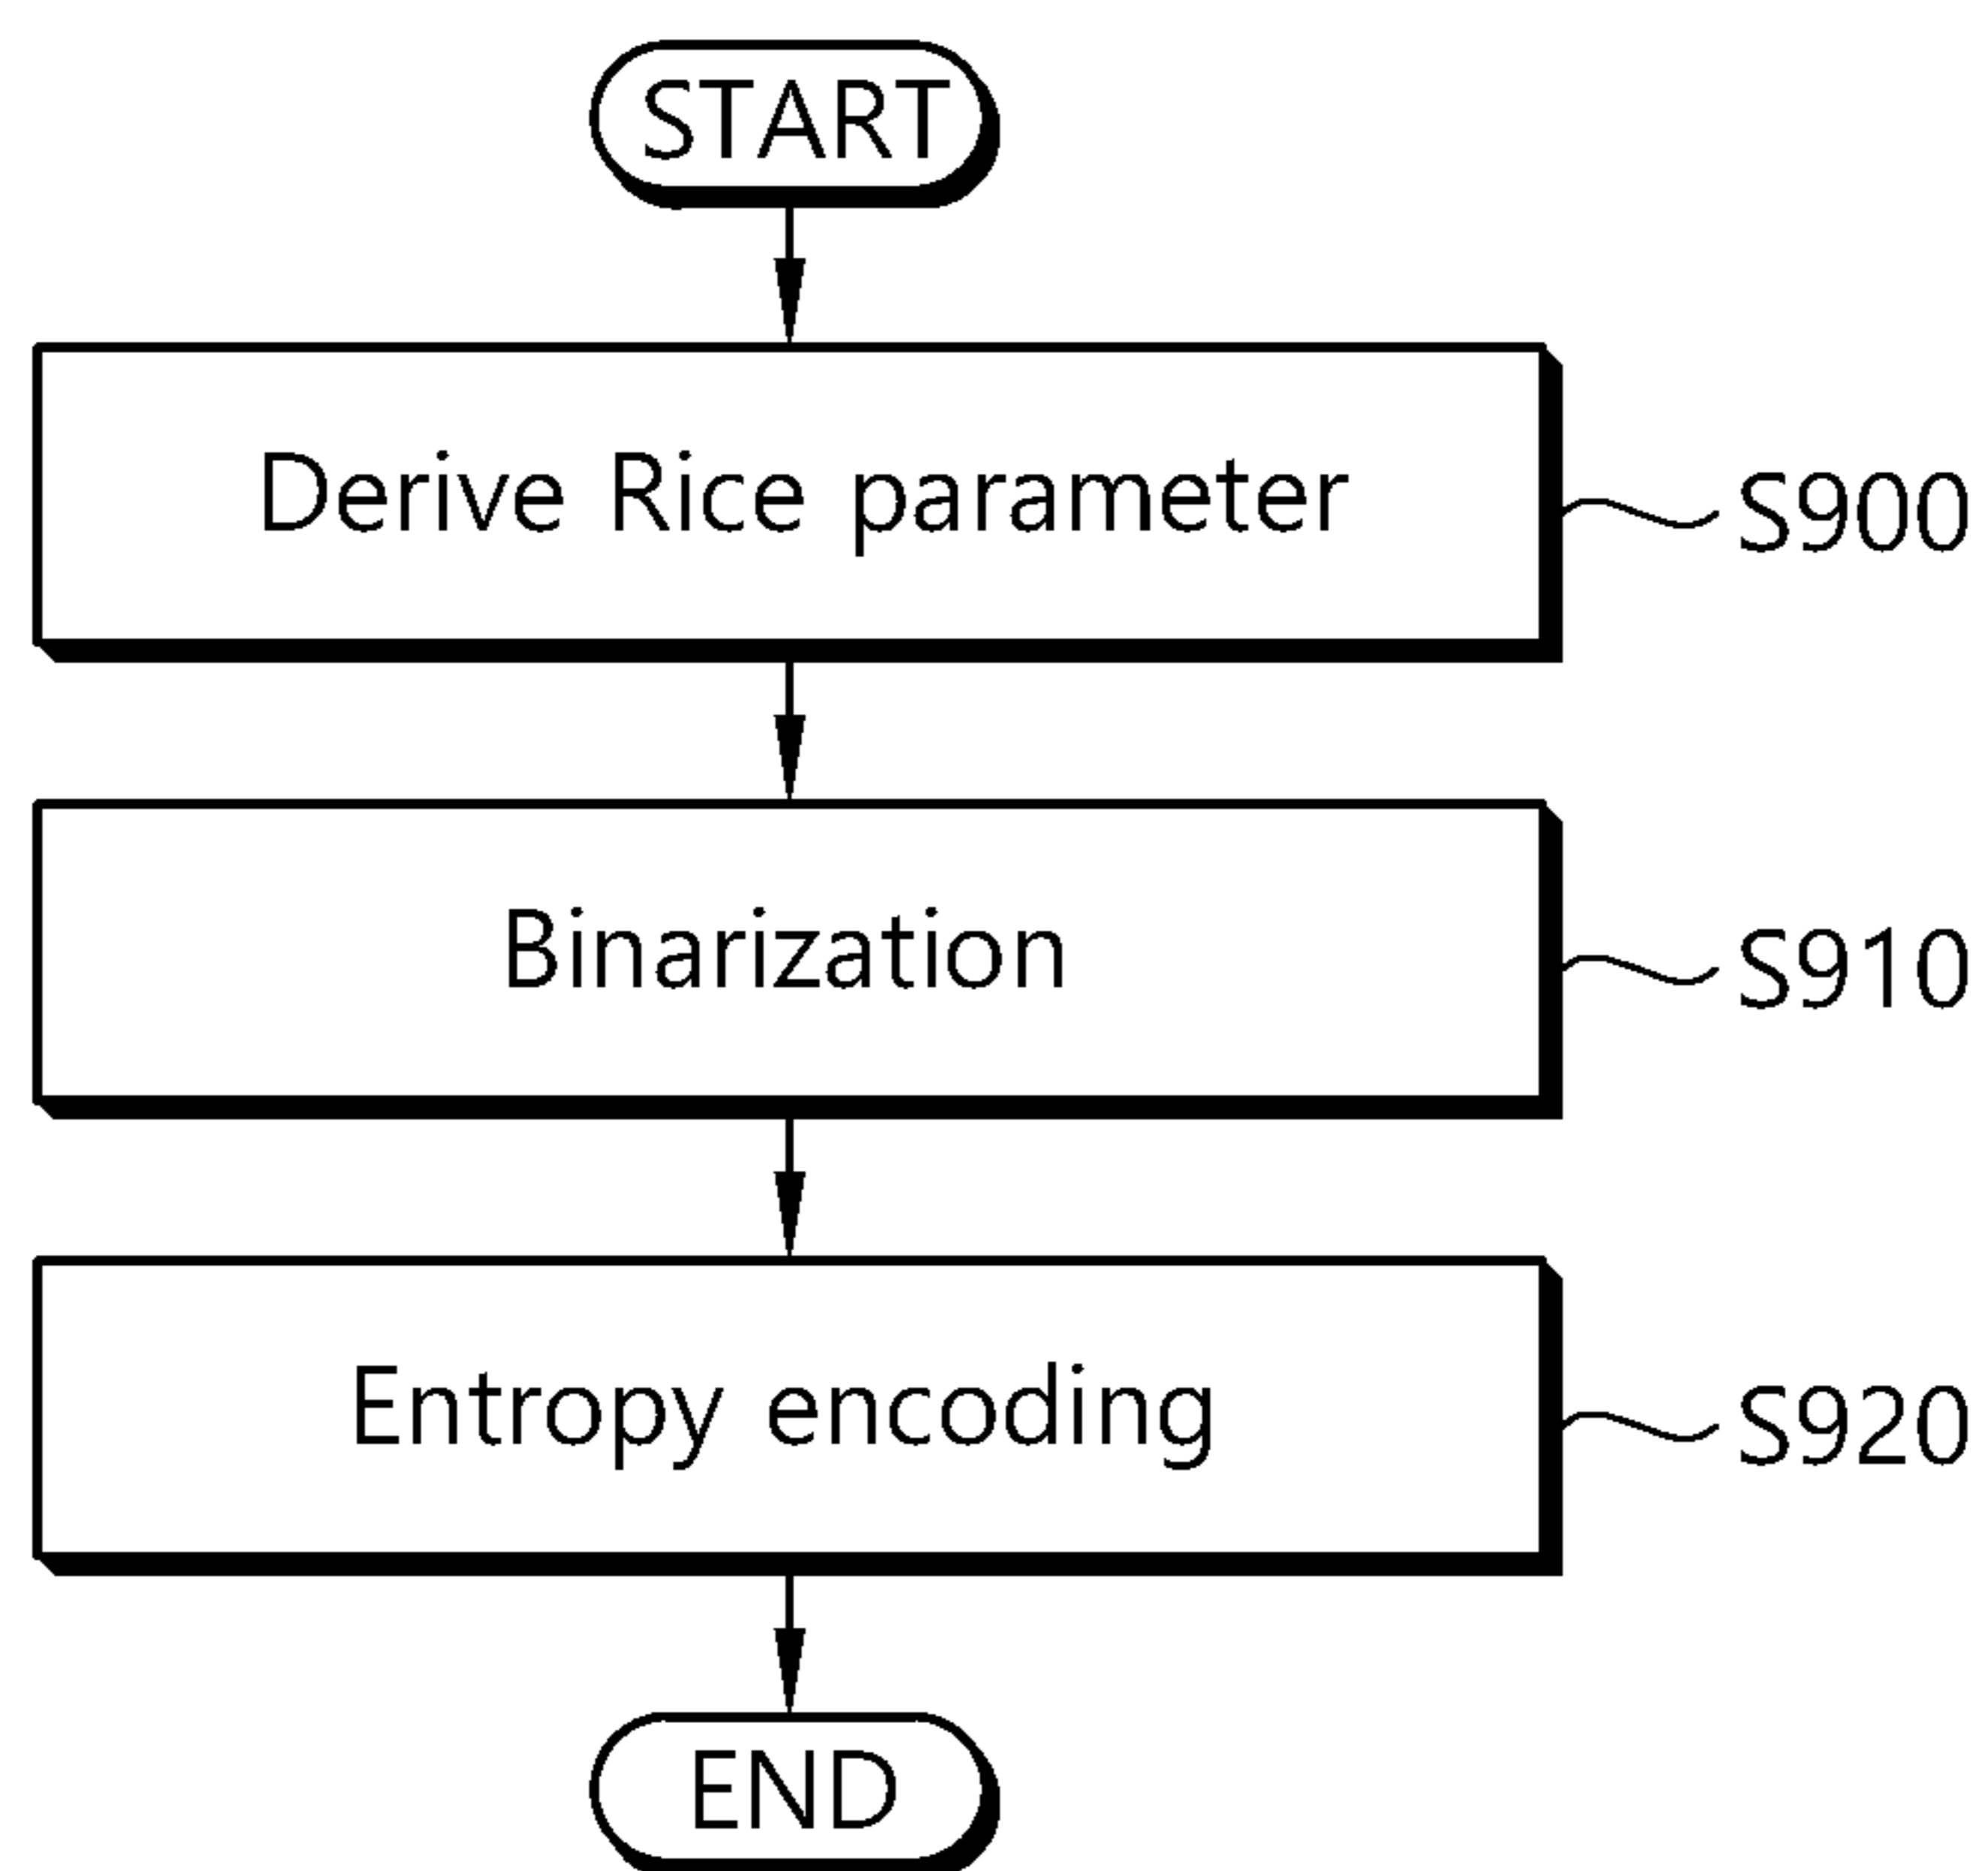 START
Derive Rice parameter
S900
Binarization
S910
Entropy encoding
S920
END